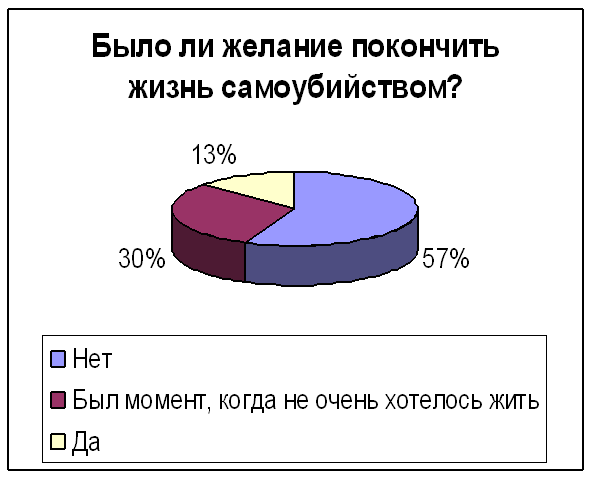 Было ли желание покончить
жизнь самоубийством?
13%
30%
57%
Нет
Был момент, когда не очень хотелось жить
Да